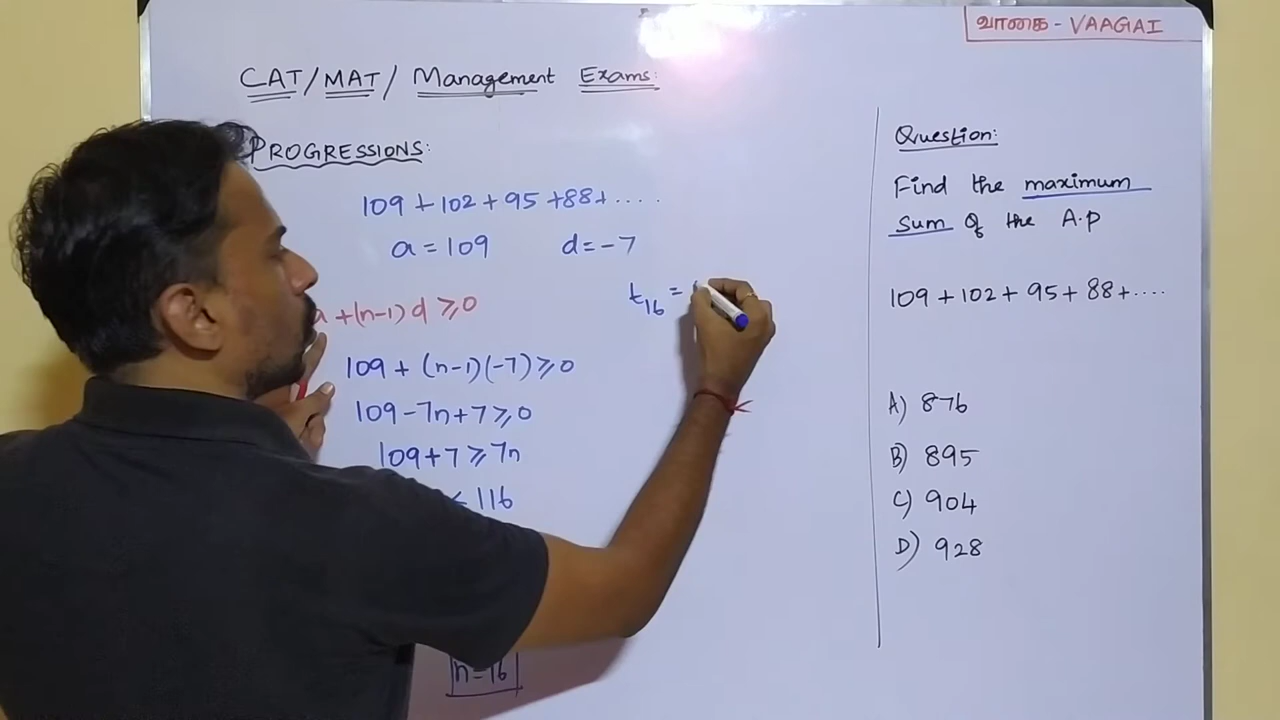 வாகை - VAAGAI
CAT/MAT/ Management Exams:
PROGRESSIONS:
109 + 102 + 95 +88+ ....
a = 109 d = -7
a +(n-1) d ⩾0
109 + (n-1)(-7) ⩾0
109 -7n+7 ⩾0
109+7 ⩾ 7n
116
n=16
t16 =
Question:
Find the maximum
Sum of the A.p
109 + 102 + 95 + 88+ ....
A) 876
B) 895
C) 904
D) 928